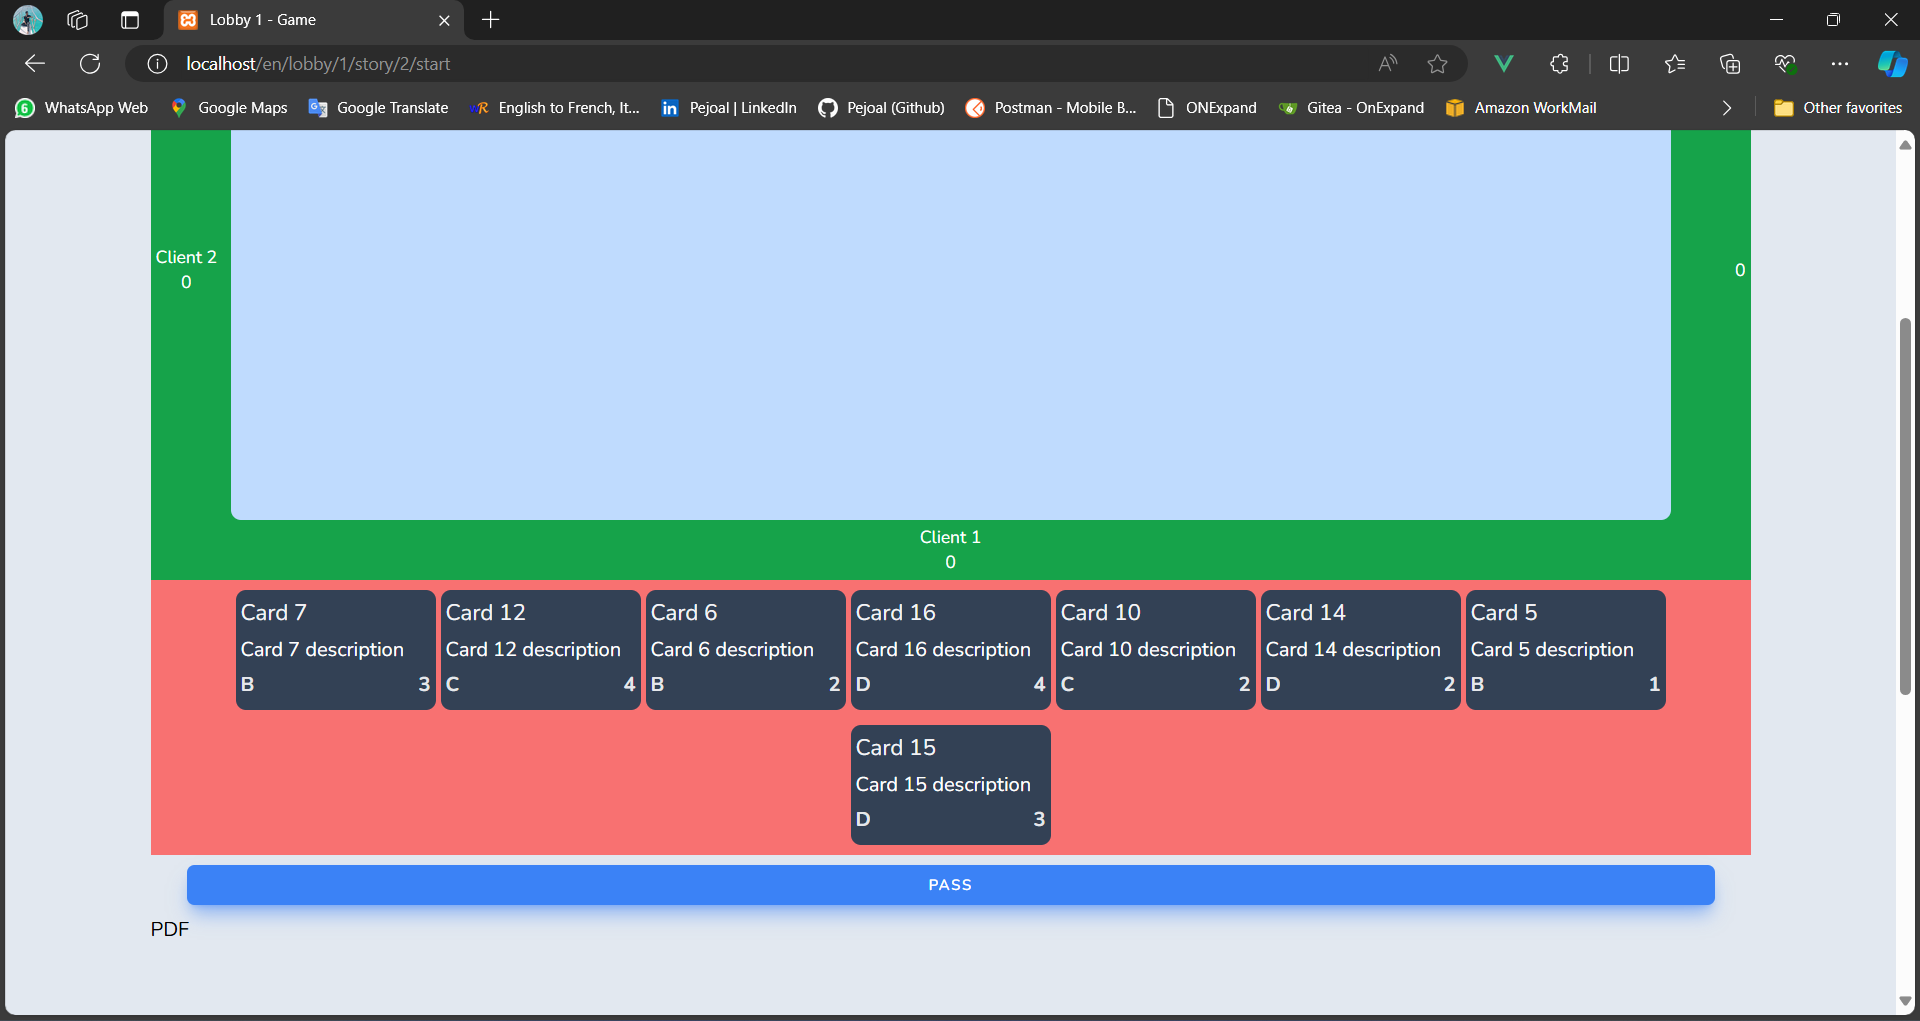 Lobby 1 - Game
localhost/en/lobby/1/story/2/start
WhatsApp Web
Google Maps
Google Translate
English to French, It...
Pejoal | LinkedIn
Pejoal (Github)
Postman - Mobile B...
ONExpand
Gitea - OnExpand
Amazon WorkMail
Other favorites
Client 2
0
0
Client 1
0
Card 7
Card 7 description
B 3
Card 12
Card 12 description
C 4
Card 6
Card 6 description
B 2
Card 16
Card 16 description
D 4
Card 10
Card 10 description
C 2
Card 14
Card 14 description
D 2
Card 5
Card 5 description
B 1
Card 15
Card 15 description
D 3
PASS
PDF